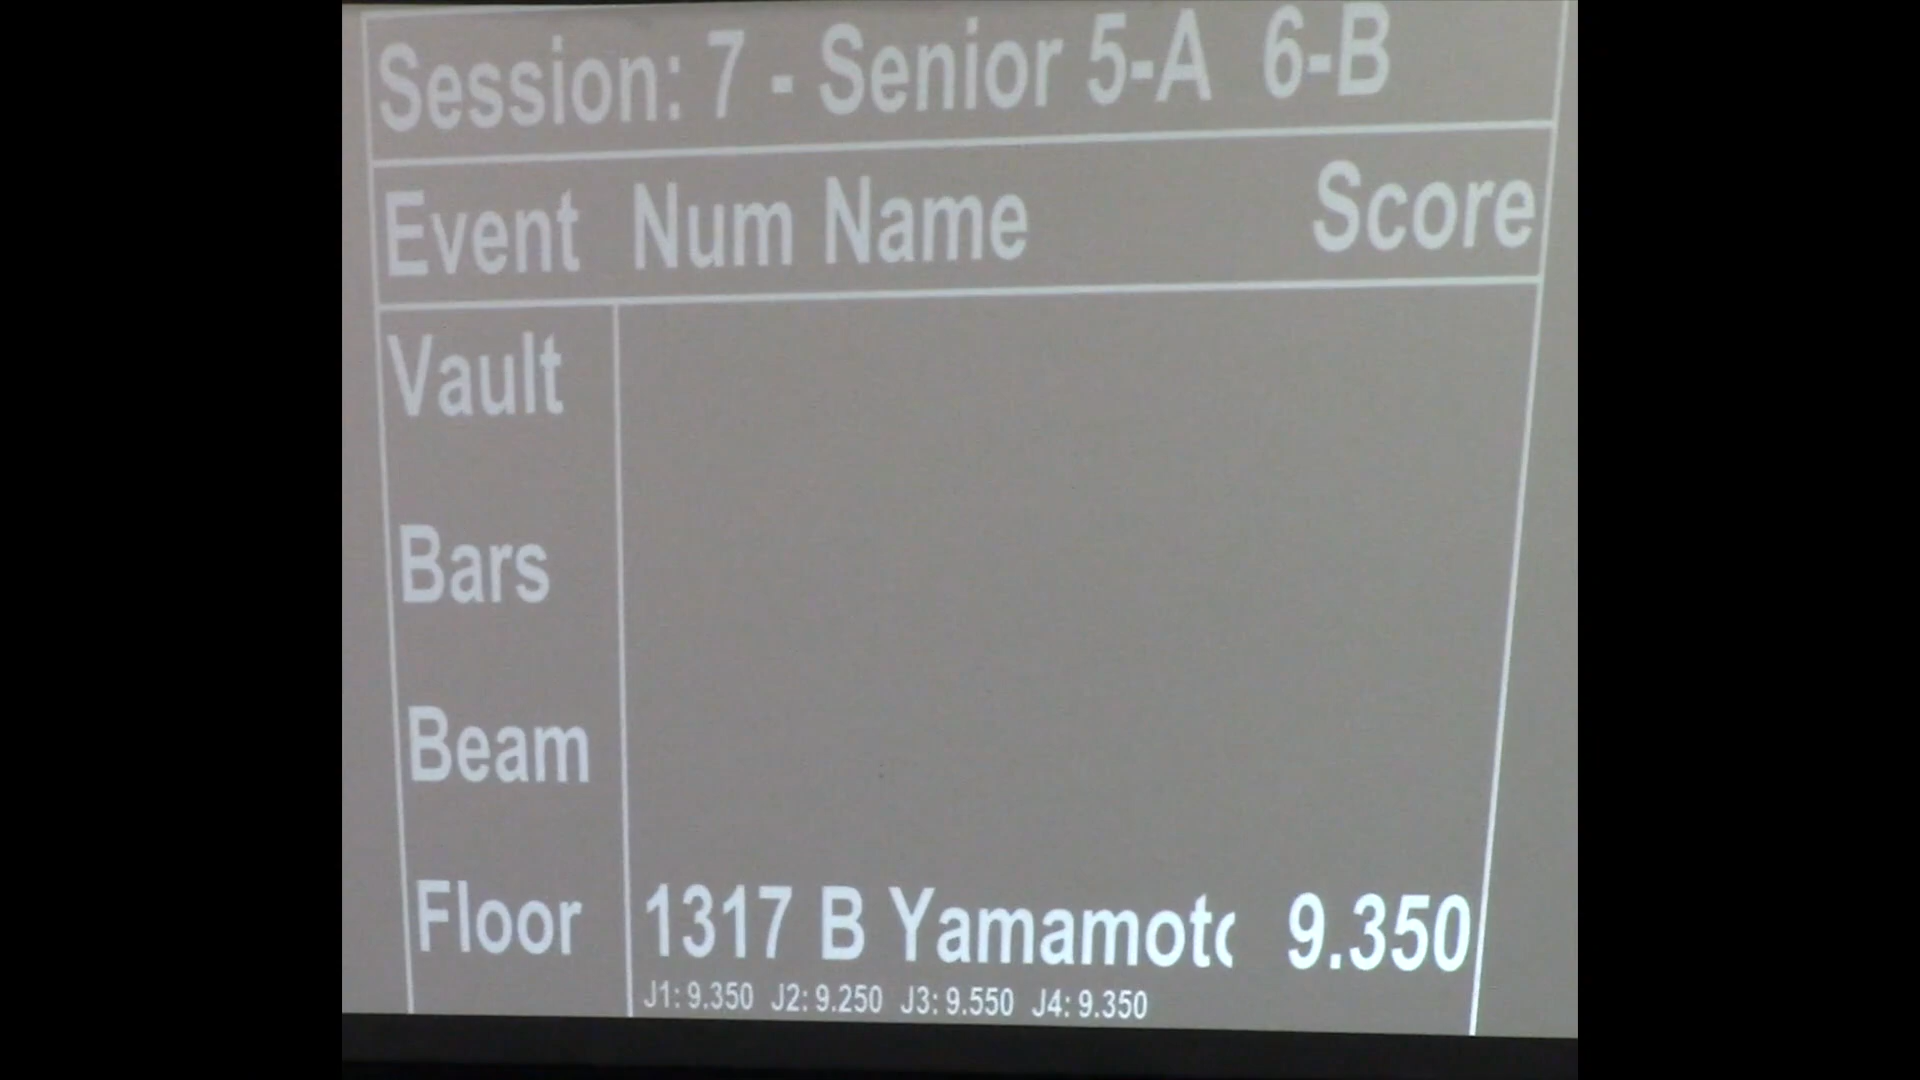 Session: 7 - Senior 5-A 6-B
Event Num Name Score
Vault
Bars
Beam
Floor 1317 B Yamamoto 9.350
J1: 9.350 J2: 9.250 J3: 9.550 J4: 9.350